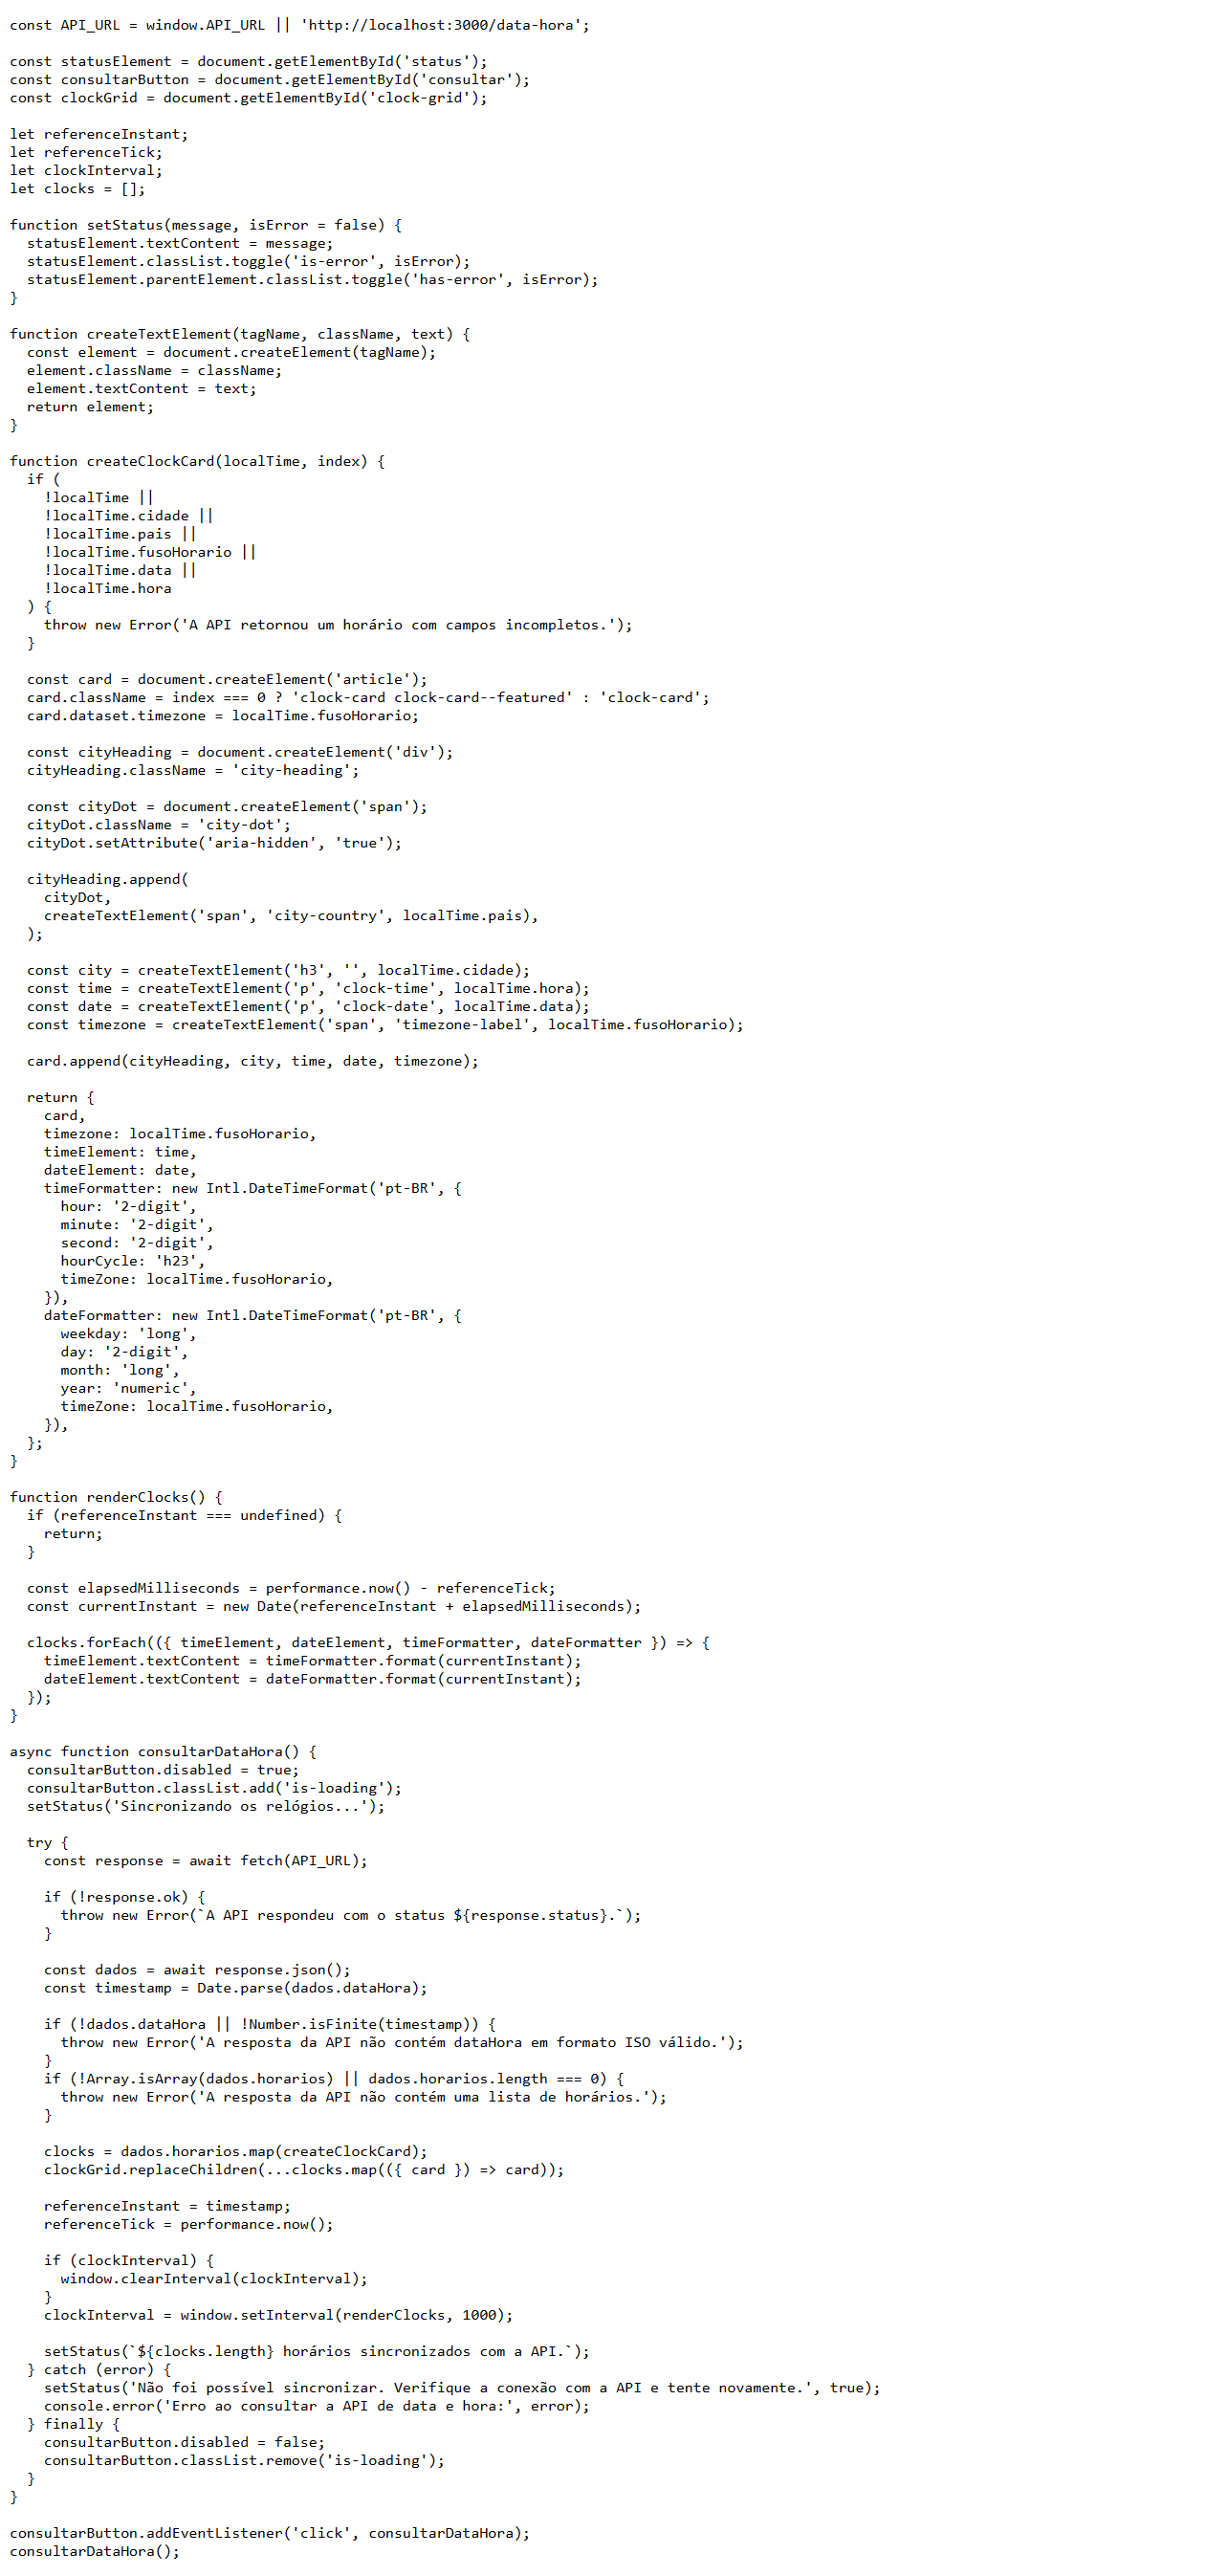 const API_URL = window.API_URL || 'http://localhost:3000/data-hora';

const statusElement = document.getElementById('status');
const consultarButton = document.getElementById('consultar');
const clockGrid = document.getElementById('clock-grid');

let referenceInstant;
let referenceTick;
let clockInterval;
let clocks = [];

function setStatus(message, isError = false) {
  statusElement.textContent = message;
  statusElement.classList.toggle('is-error', isError);
  statusElement.parentElement.classList.toggle('has-error', isError);
}

function createTextElement(tagName, className, text) {
  const element = document.createElement(tagName);
  element.className = className;
  element.textContent = text;
  return element;
}

function createClockCard(localTime, index) {
  if (
    !localTime ||
    !localTime.cidade ||
    !localTime.pais ||
    !localTime.fusoHorario ||
    !localTime.data ||
    !localTime.hora
  ) {
    throw new Error('A API retornou um horário com campos incompletos.');
  }

  const card = document.createElement('article');
  card.className = index === 0 ? 'clock-card clock-card--featured' : 'clock-card';
  card.dataset.timezone = localTime.fusoHorario;

  const cityHeading = document.createElement('div');
  cityHeading.className = 'city-heading';

  const cityDot = document.createElement('span');
  cityDot.className = 'city-dot';
  cityDot.setAttribute('aria-hidden', 'true');

  cityHeading.append(
    cityDot,
    createTextElement('span', 'city-country', localTime.pais),
  );

  const city = createTextElement('h3', '', localTime.cidade);
  const time = createTextElement('p', 'clock-time', localTime.hora);
  const date = createTextElement('p', 'clock-date', localTime.data);
  const timezone = createTextElement('span', 'timezone-label', localTime.fusoHorario);

  card.append(cityHeading, city, time, date, timezone);

  return {
    card,
    timezone: localTime.fusoHorario,
    timeElement: time,
    dateElement: date,
    timeFormatter: new Intl.DateTimeFormat('pt-BR', {
      hour: '2-digit',
      minute: '2-digit',
      second: '2-digit',
      hourCycle: 'h23',
      timeZone: localTime.fusoHorario,
    }),
    dateFormatter: new Intl.DateTimeFormat('pt-BR', {
      weekday: 'long',
      day: '2-digit',
      month: 'long',
      year: 'numeric',
      timeZone: localTime.fusoHorario,
    }),
  };
}

function renderClocks() {
  if (referenceInstant === undefined) {
    return;
  }

  const elapsedMilliseconds = performance.now() - referenceTick;
  const currentInstant = new Date(referenceInstant + elapsedMilliseconds);

  clocks.forEach(({ timeElement, dateElement, timeFormatter, dateFormatter }) => {
    timeElement.textContent = timeFormatter.format(currentInstant);
    dateElement.textContent = dateFormatter.format(currentInstant);
  });
}

async function consultarDataHora() {
  consultarButton.disabled = true;
  consultarButton.classList.add('is-loading');
  setStatus('Sincronizando os relógios...');

  try {
    const response = await fetch(API_URL);

    if (!response.ok) {
      throw new Error(`A API respondeu com o status ${response.status}.`);
    }

    const dados = await response.json();
    const timestamp = Date.parse(dados.dataHora);

    if (!dados.dataHora || !Number.isFinite(timestamp)) {
      throw new Error('A resposta da API não contém dataHora em formato ISO válido.');
    }
    if (!Array.isArray(dados.horarios) || dados.horarios.length === 0) {
      throw new Error('A resposta da API não contém uma lista de horários.');
    }

    clocks = dados.horarios.map(createClockCard);
    clockGrid.replaceChildren(...clocks.map(({ card }) => card));

    referenceInstant = timestamp;
    referenceTick = performance.now();

    if (clockInterval) {
      window.clearInterval(clockInterval);
    }
    clockInterval = window.setInterval(renderClocks, 1000);

    setStatus(`${clocks.length} horários sincronizados com a API.`);
  } catch (error) {
    setStatus('Não foi possível sincronizar. Verifique a conexão com a API e tente novamente.', true);
    console.error('Erro ao consultar a API de data e hora:', error);
  } finally {
    consultarButton.disabled = false;
    consultarButton.classList.remove('is-loading');
  }
}

consultarButton.addEventListener('click', consultarDataHora);
consultarDataHora();